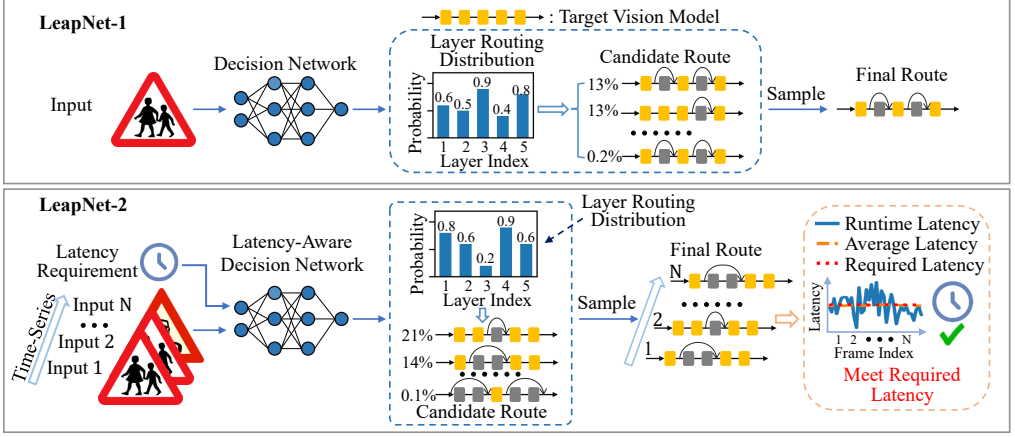 LeapNet-1
: Target Vision Model
Input
Decision Network
Layer Routing
Distribution
Probability
0.6
0.5
0.9
0.4
0.8
1 2 3 4 5
Layer Index
Candidate Route
13%
13%
0.2%
Sample
Final Route
LeapNet-2
Latency
Requirement
Time-Series
Input N
Input 2
Input 1
Latency-Aware
Decision Network
Probability
0.8
0.6
0.2
0.9
0.6
1 2 3 4 5
Layer Index
21%
14%
0.1%
Candidate Route
Layer Routing
Distribution
Sample
Final Route
N
2
1
Runtime Latency
Average Latency
Required Latency
Latency
1 2 N
Frame Index
Meet Required
Latency